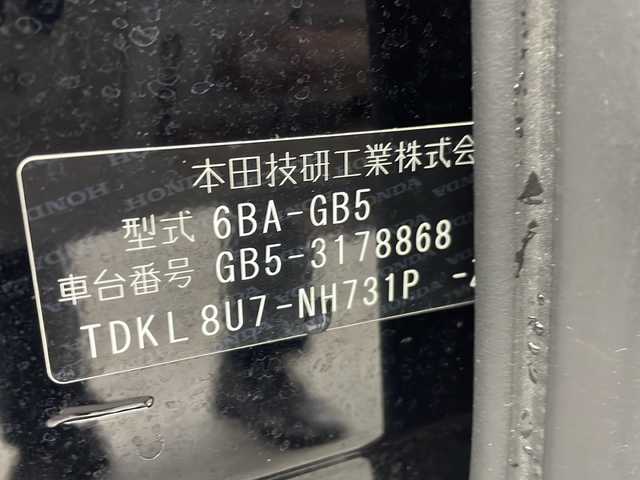 本田技研工業株式会
型式 6BA-GB5
車台番号 GB5-3178868
TDKL 8U7-NH731P -